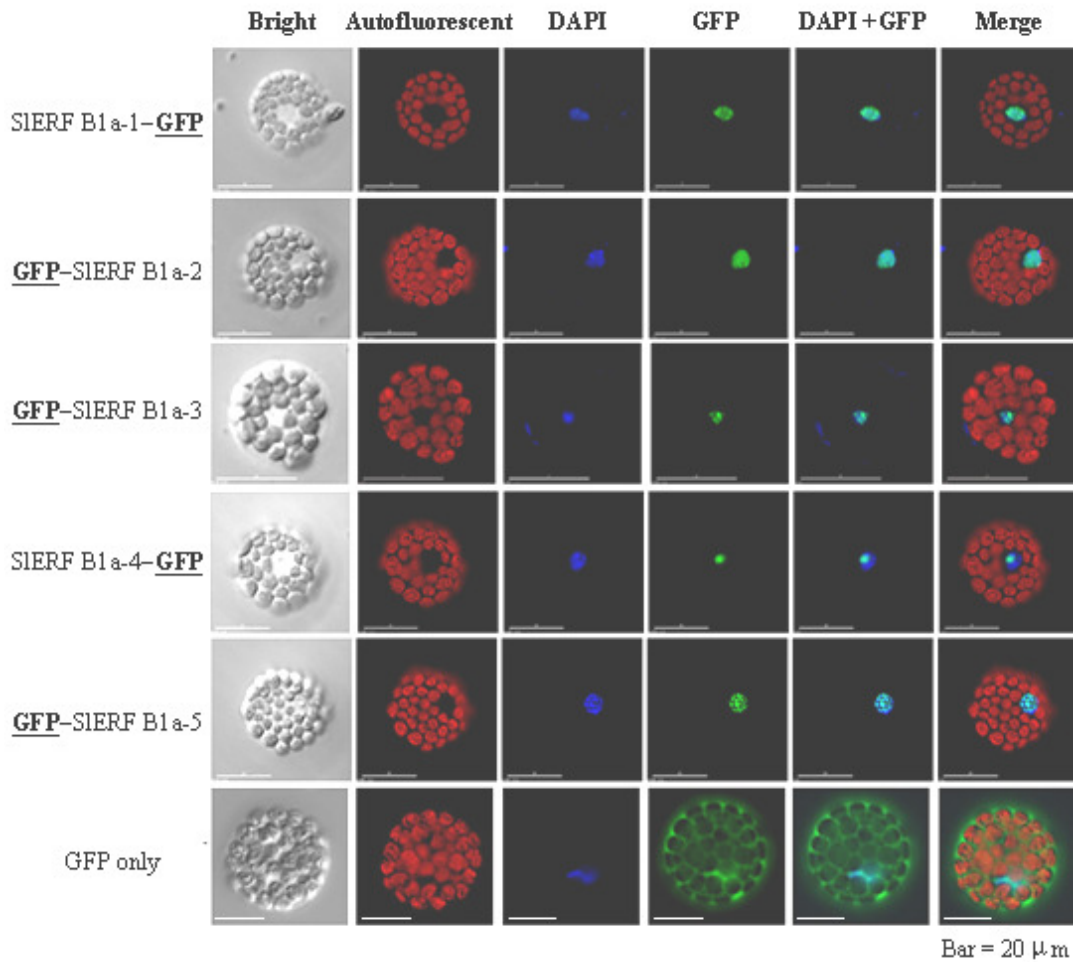 Bright Autofluorescent DAPI GFP DAPI+GFP Merge
SlERF B1a-1–GFP
GFP–SlERF B1a-2
GFP–SlERF B1a-3
SlERF B1a-4–GFP
GFP–SlERF B1a-5
GFP only
Bar = 20 μm